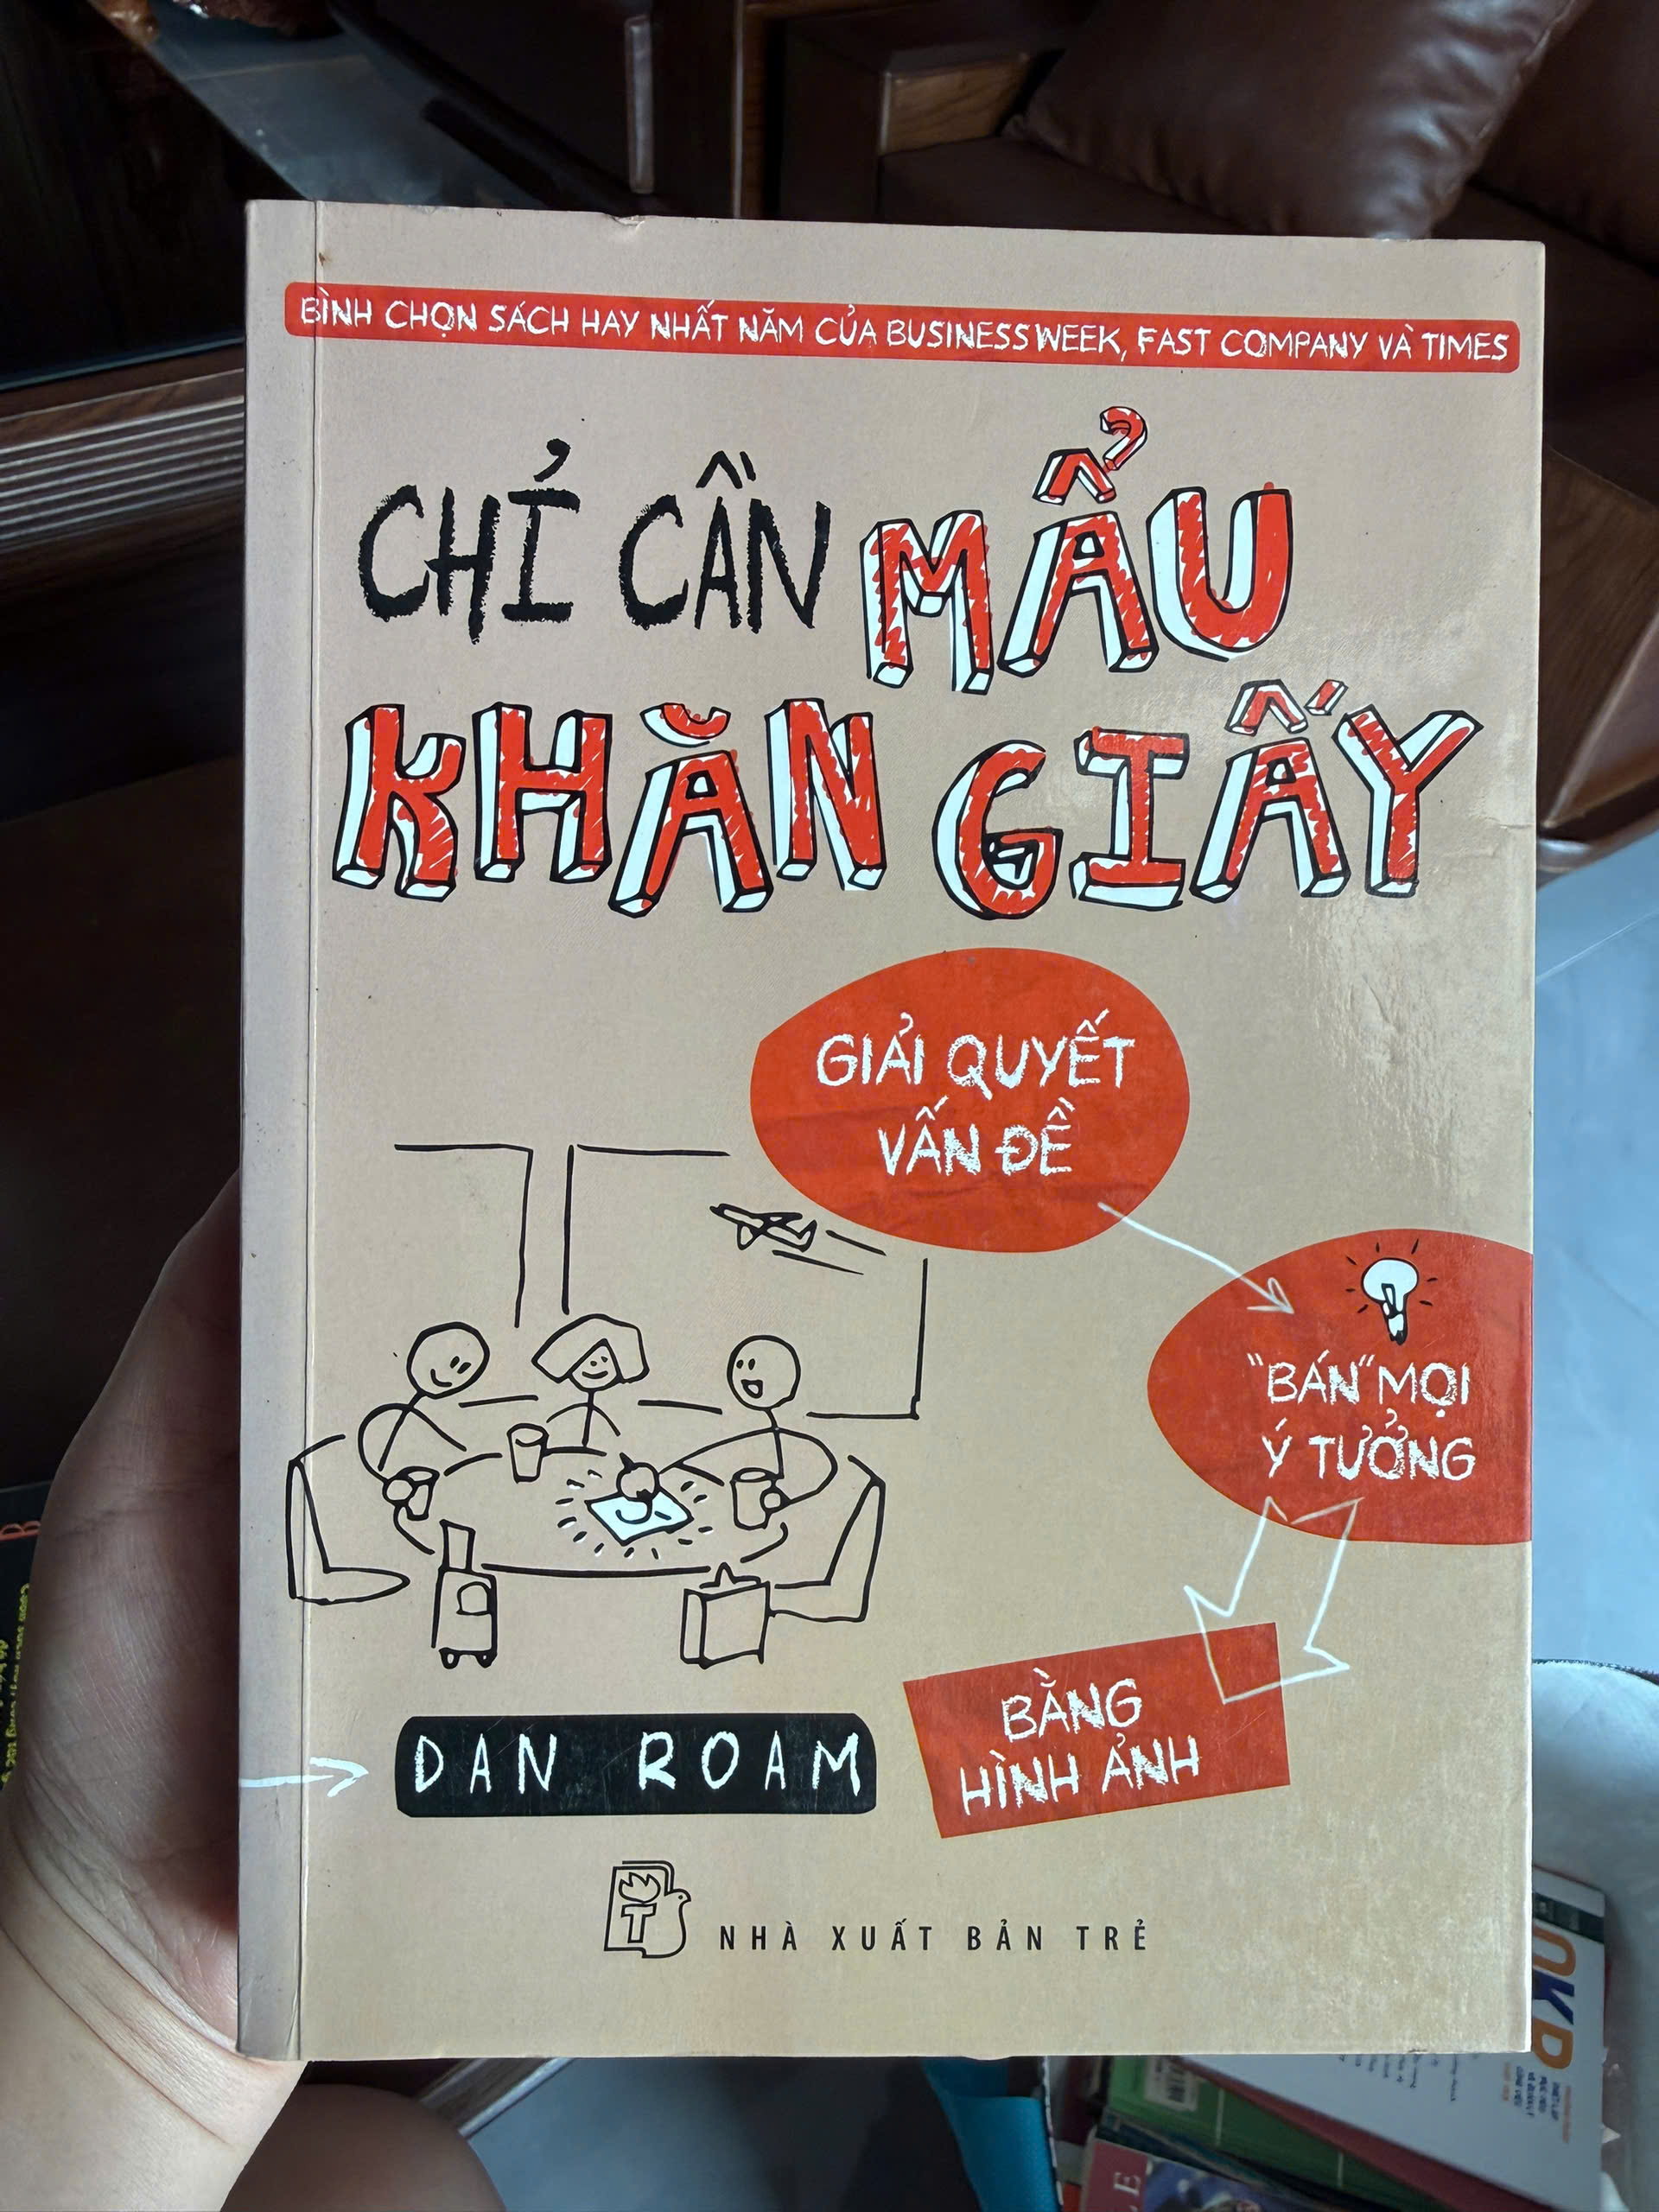 BÌNH CHỌN SÁCH HAY NHẤT NĂM CỦA BUSINESS WEEK, FAST COMPANY VÀ TIMES
CHỈ CẦN MẨU
KHĂN GIẤY
GIẢI QUYẾT
VẤN ĐỀ
"BÁN" MỌI
Ý TƯỞNG
BẰNG
HÌNH ẢNH
DAN ROAM
T
NHÀ XUẤT BẢN TRẺ
OKR